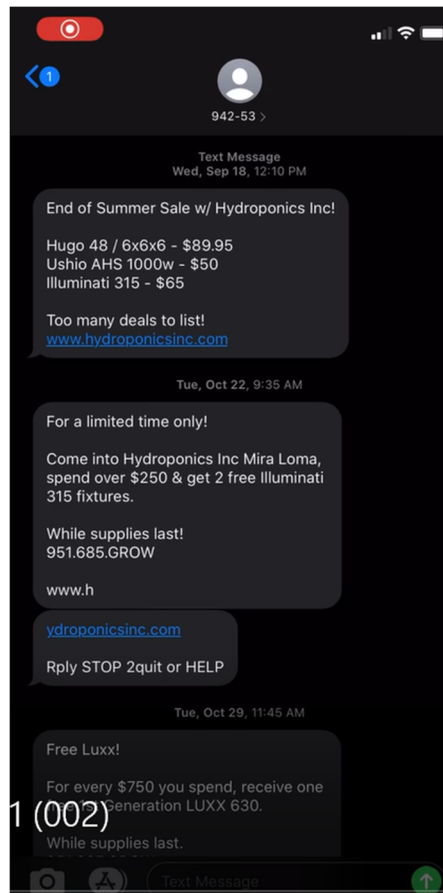 1
942-53 >
Text Message
Wed, Sep 18, 12:10 PM
End of Summer Sale w/ Hydroponics Inc!
Hugo 48 / 6x6x6 - $89.95
Ushio AHS 1000w - $50
Illuminati 315 - $65
Too many deals to list!
www.hydroponicsinc.com
Tue, Oct 22, 9:35 AM
For a limited time only!
Come into Hydroponics Inc Mira Loma,
spend over $250 & get 2 free Illuminati
315 fixtures.
While supplies last!
951.685.GROW
www.h
ydroponicsinc.com
Rply STOP 2quit or HELP
Tue, Oct 29, 11:45 AM
Free Luxx!
For every $750 you spend, receive one
free 1st Generation LUXX 630.
1 (002)
While supplies last.
Text Message